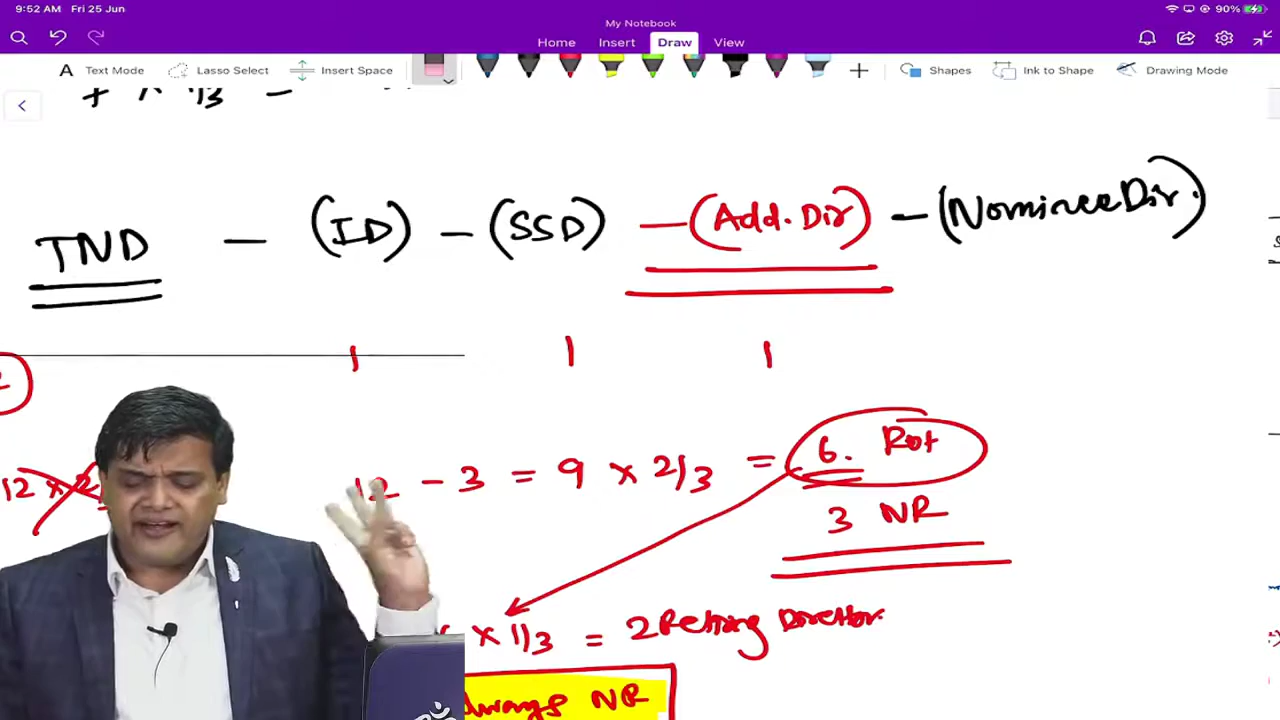 9:52 AM Fri 25 Jun
90%
My Notebook
Home Insert Draw View
A Text Mode Lasso Select Insert Space Shapes Ink to Shape Drawing Mode
TND - (ID) - (SSD) - (Add. Dir) - (Nominee Dir.)
1 1 1
12 - 3 = 9 x 2/3 = 6. Rot
12 x
3 NR
x 1/3 = 2 Retiring Director
Always NR